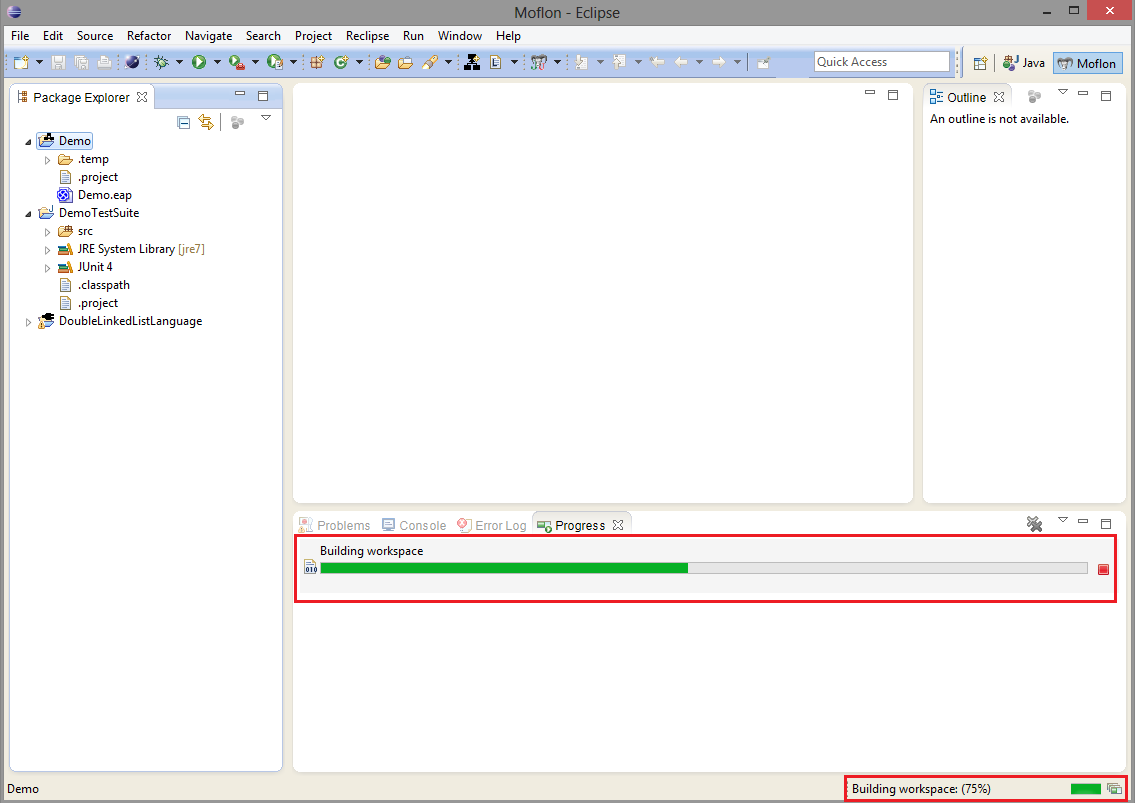 Moflon - Eclipse
File Edit Source Refactor Navigate Search Project Reclipse Run Window Help
Quick Access Java Moflon
Package Explorer
Demo
.temp
.project
Demo.eap
DemoTestSuite
src
JRE System Library [jre7]
JUnit 4
.classpath
.project
DoubleLinkedListLanguage
Outline
An outline is not available.
Problems Console Error Log Progress
Building workspace
010
Demo
Building workspace: (75%)